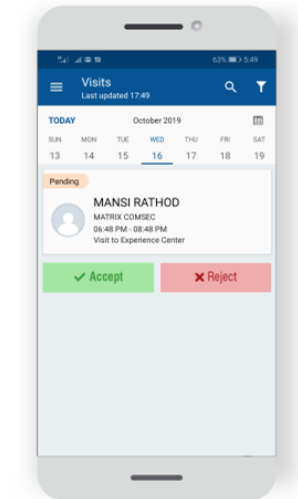 63% 5:49
Visits
Last updated 17:49
TODAY October 2019
SUN MON TUE WED THU FRI SAT
13 14 15 16 17 18 19
Pending
MANSI RATHOD
MATRIX COMSEC
06:48 PM - 08:48 PM
Visit to Experience Center
Accept Reject